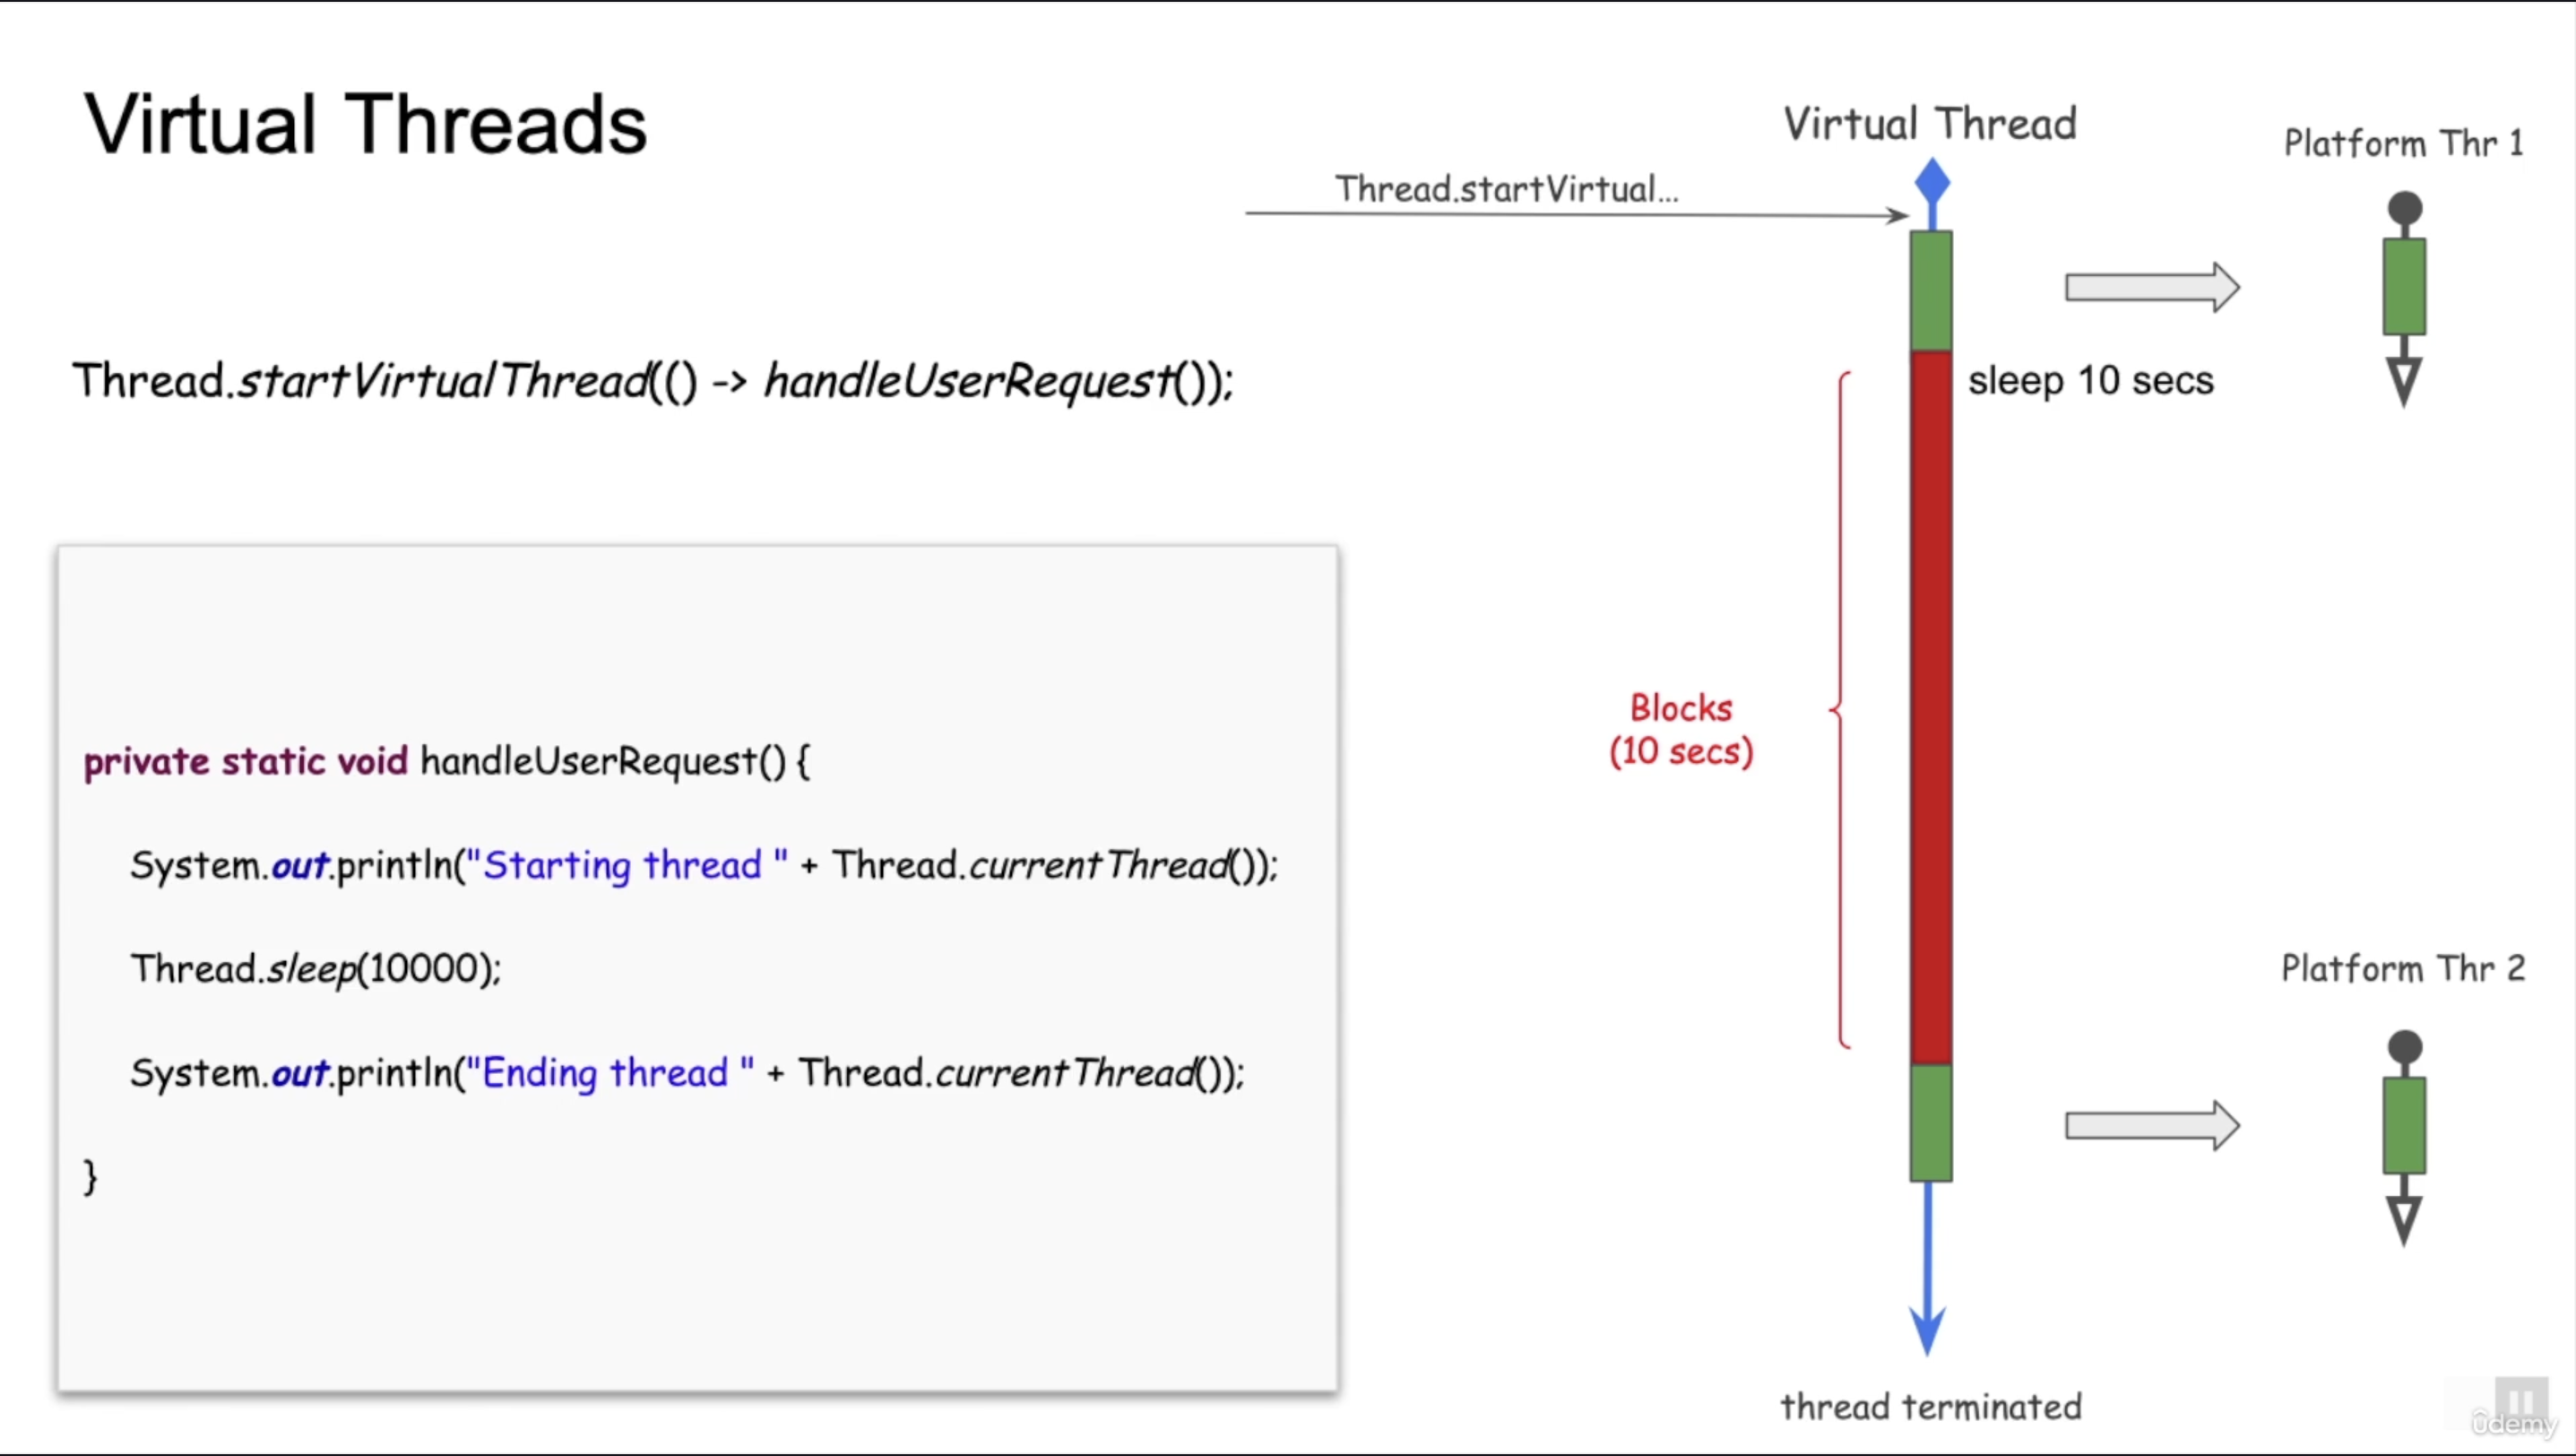 Virtual Threads
Thread.startVirtualThread(() -> handleUserRequest());
private static void handleUserRequest() {
System.out.println("Starting thread " + Thread.currentThread());
Thread.sleep(10000);
System.out.println("Ending thread " + Thread.currentThread());
}
Thread.startVirtual...
Virtual Thread
Platform Thr 1
sleep 10 secs
Blocks
(10 secs)
Platform Thr 2
thread terminated
ûdemy